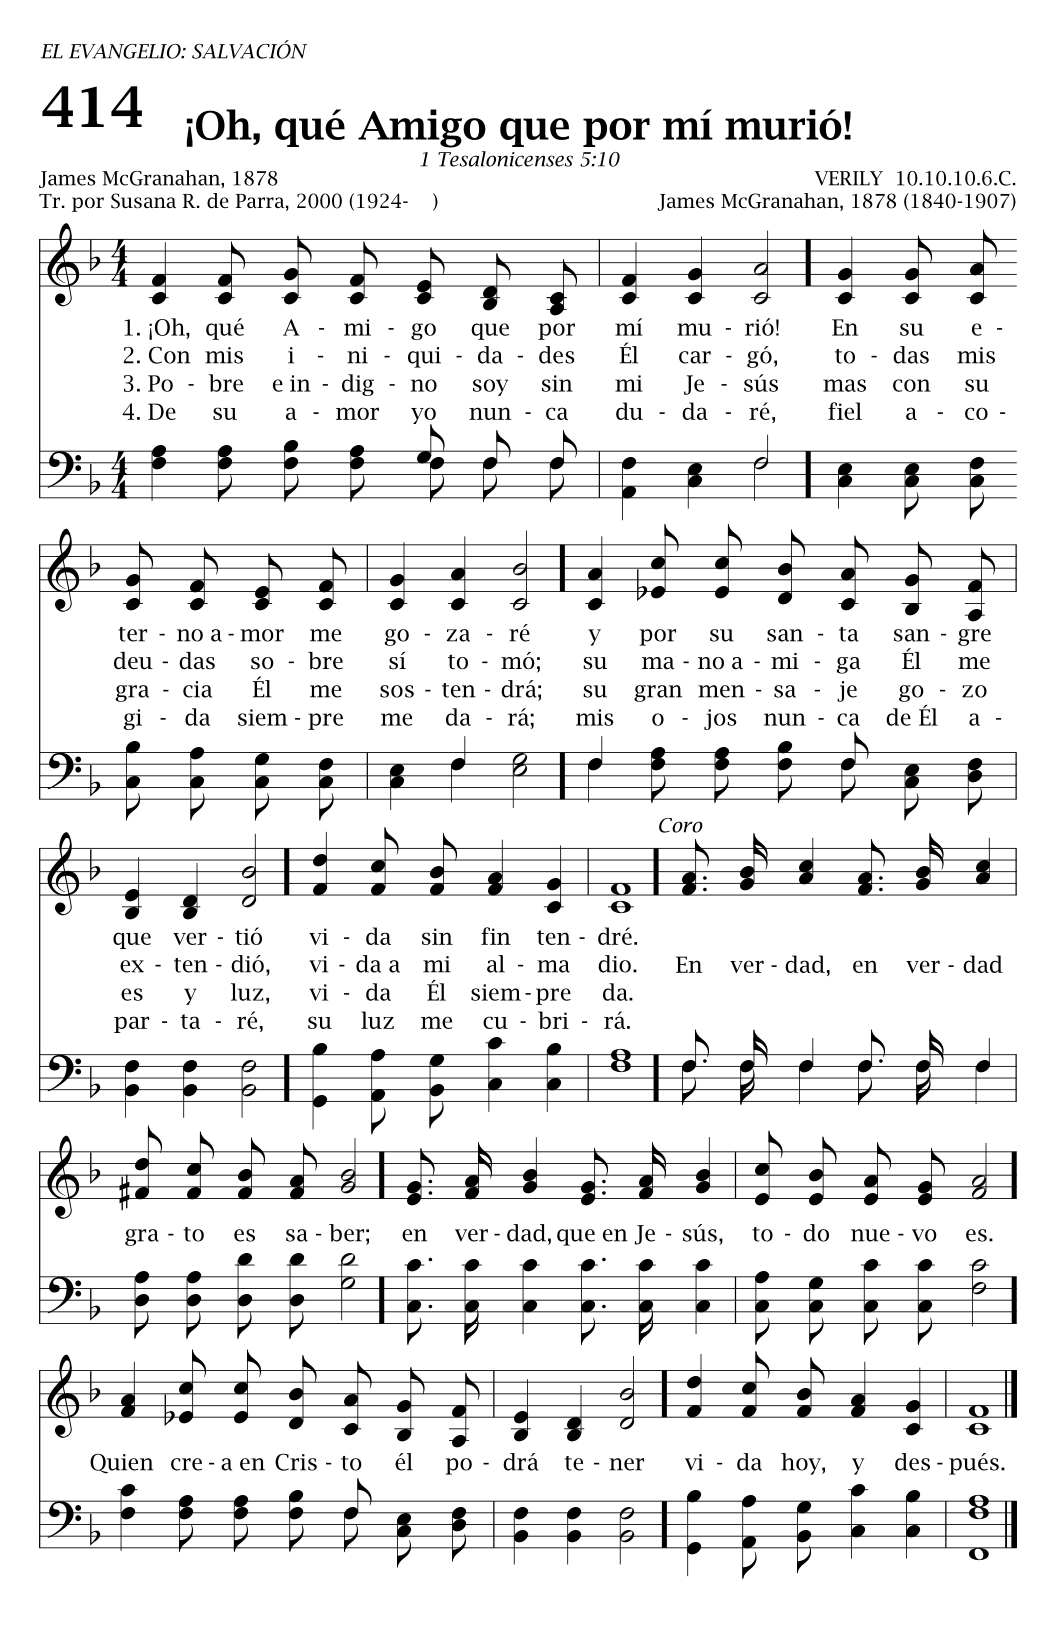 EL EVANGELIO: SALVACIÓN
414 ¡Oh, qué Amigo que por mí murió!
1 Tesalonicenses 5:10
James McGranahan, 1878 VERILY 10.10.10.6.C.
Tr. por Susana R. de Parra, 2000 (1924- ) James McGranahan, 1878 (1840-1907)
4 4
1. ¡Oh, qué A - mi - go que por mí mu - rió! En su e -
2. Con mis i - ni - qui - da - des Él car - gó, to - das mis
3. Po - bre e in - dig - no soy sin mi Je - sús mas con su
4. De su a - mor yo nun - ca du - da - ré, fiel a - co -
4 4
ter - no a - mor me go - za - ré y por su san - ta san - gre
deu - das so - bre sí to - mó; su ma - no a - mi - ga Él me
gra - cia Él me sos - ten - drá; su gran men - sa - je go - zo
gi - da siem - pre me da - rá; mis o - jos nun - ca de Él a -
Coro
que ver - tió vi - da sin fin ten - dré.
ex - ten - dió, vi - da a mi al - ma dio. En ver - dad, en ver - dad
es y luz, vi - da Él siem - pre da.
par - ta - ré, su luz me cu - bri - rá.
gra - to es sa - ber; en ver - dad, que en Je - sús, to - do nue - vo es.
Quien cre - a en Cris - to él po - drá te - ner vi - da hoy, y des - pués.